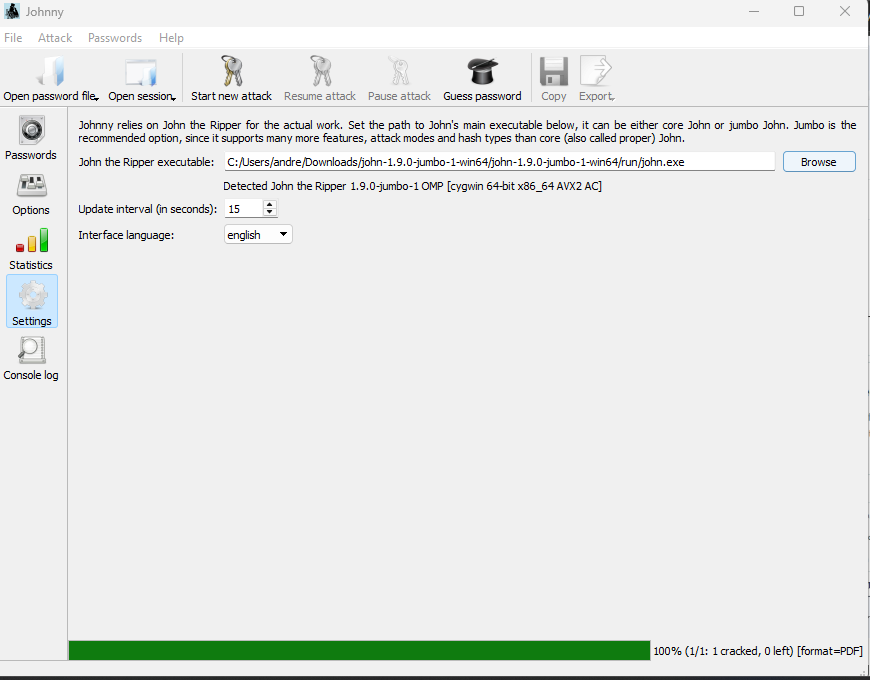 Johnny
File Attack Passwords Help
Open password file Open session Start new attack Resume attack Pause attack Guess password Copy Export
Passwords
Options
Statistics
Settings
Console log
Johnny relies on John the Ripper for the actual work. Set the path to John's main executable below, it can be either core John or jumbo John. Jumbo is the
recommended option, since it supports many more features, attack modes and hash types than core (also called proper) John.
John the Ripper executable: C:/Users/andre/Downloads/john-1.9.0-jumbo-1-win64/john-1.9.0-jumbo-1-win64/run/john.exe Browse
Detected John the Ripper 1.9.0-jumbo-1 OMP [cygwin 64-bit x86_64 AVX2 AC]
Update interval (in seconds): 15
Interface language: english
100% (1/1: 1 cracked, 0 left) [format=PDF]